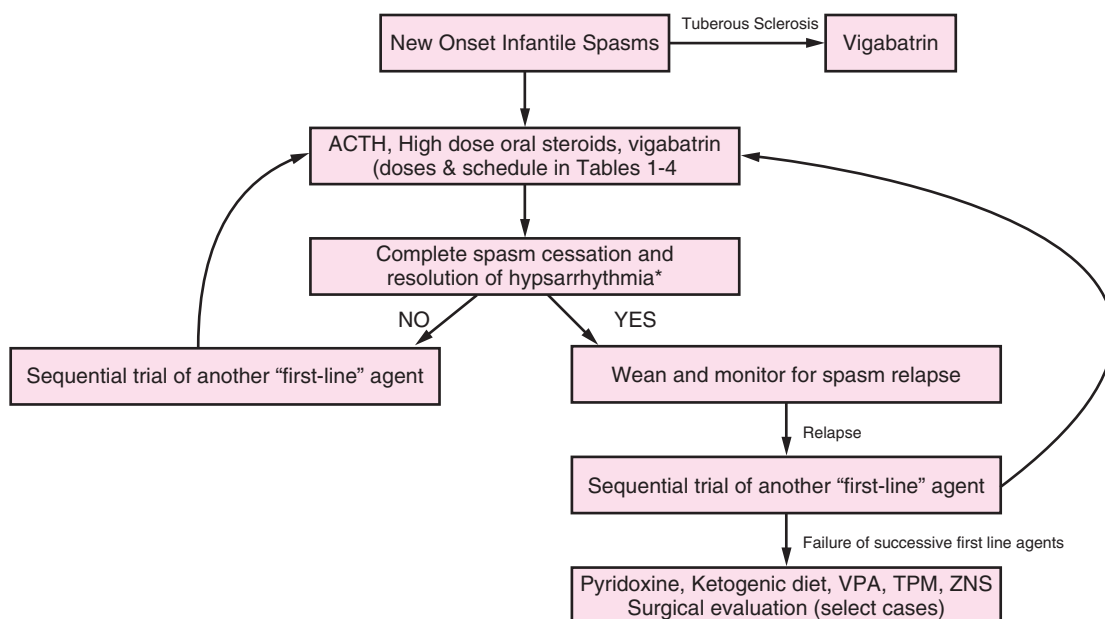 New Onset Infantile Spasms
Tuberous Sclerosis
Vigabatrin
ACTH, High dose oral steroids, vigabatrin
(doses & schedule in Tables 1-4
Complete spasm cessation and
resolution of hypsarrhythmia*
NO
YES
Sequential trial of another “first-line” agent
Wean and monitor for spasm relapse
Relapse
Sequential trial of another “first-line” agent
Failure of successive first line agents
Pyridoxine, Ketogenic diet, VPA, TPM, ZNS
Surgical evaluation (select cases)